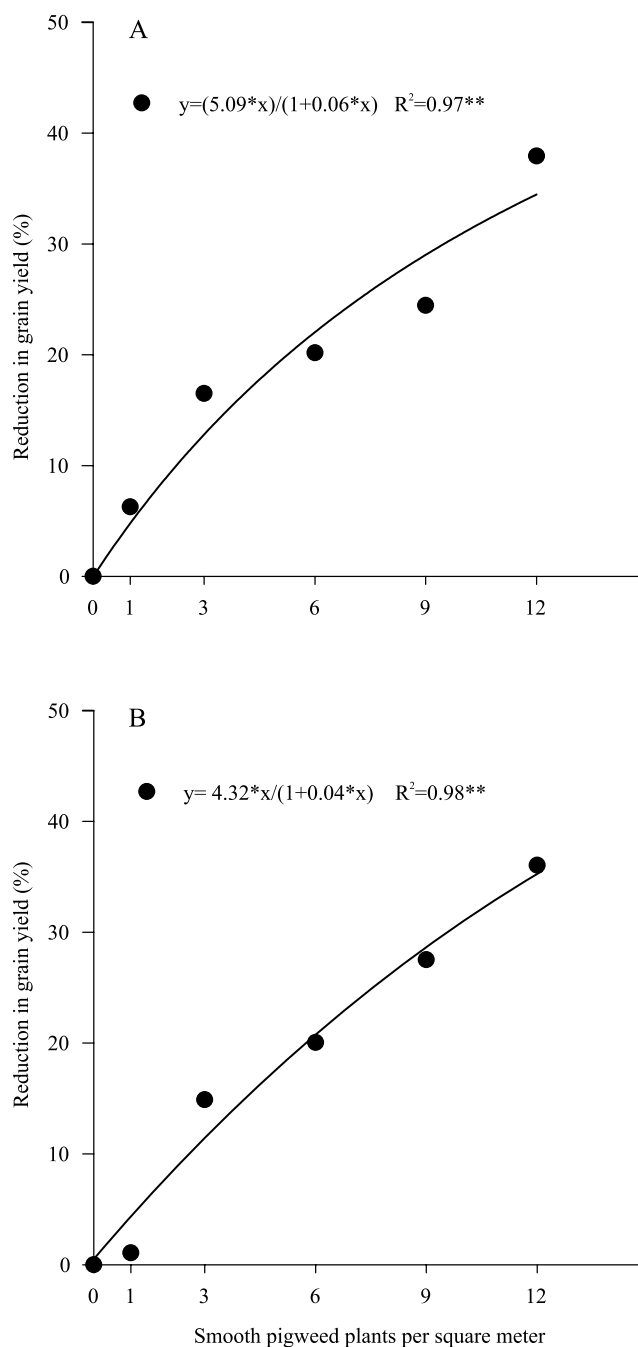 A
y=(5.09*x)/(1+0.06*x) R²=0.97**
Reduction in grain yield (%)
50
40
30
20
10
0
0 1 3 6 9 12
B
y= 4.32*x/(1+0.04*x) R²=0.98**
Reduction in grain yield (%)
50
40
30
20
10
0
0 1 3 6 9 12
Smooth pigweed plants per square meter